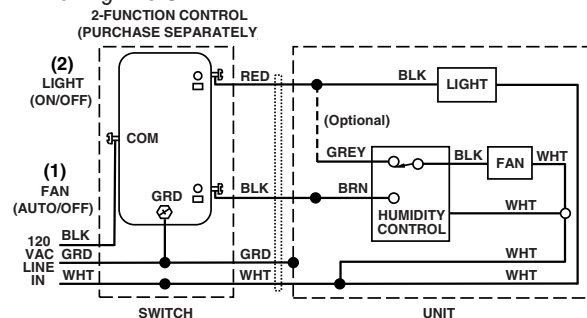 2-FUNCTION CONTROL
(PURCHASE SEPARATELY
(2)
LIGHT
(ON/OFF)
RED
BLK
LIGHT
COM
(Optional)
GREY
BLK
FAN
WHT
(1)
FAN
(AUTO/OFF)
GRD
BLK
BRN
HUMIDITY
CONTROL
WHT
120
VAC
LINE
IN
BLK
GRD
GRD
WHT
WHT
WHT
WHT
SWITCH
UNIT